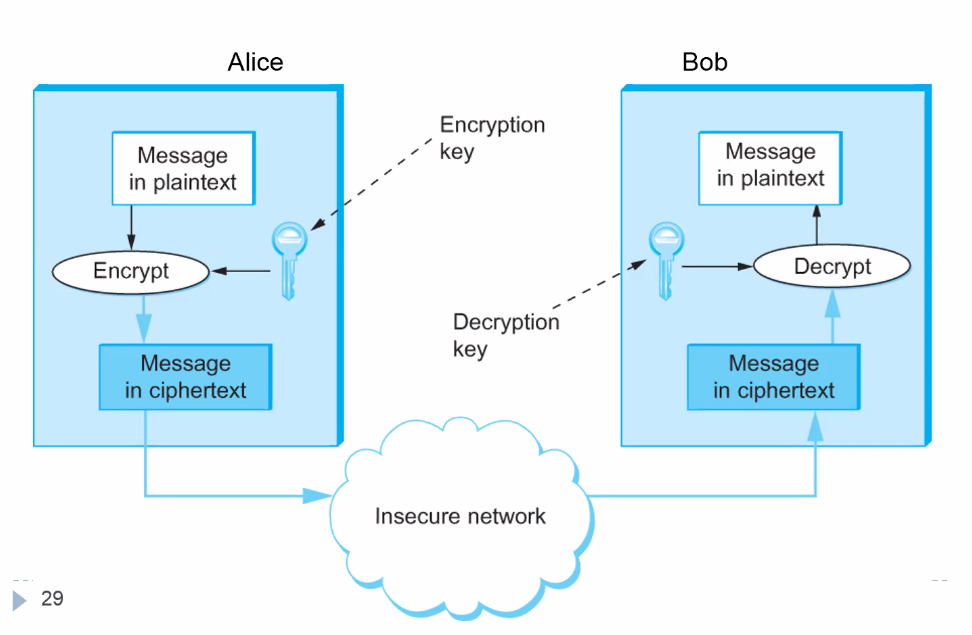 Alice
Bob
Message
in plaintext
Encrypt
Encryption
key
Message
in ciphertext
Insecure network
Message
in plaintext
Decrypt
Decryption
key
Message
in ciphertext
29